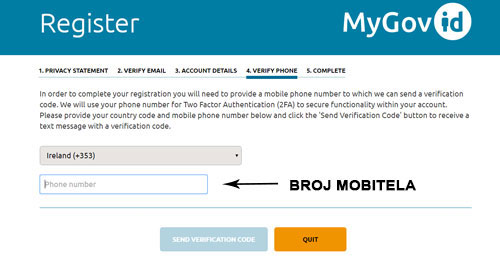 Register
MyGovid
1. PRIVACY STATEMENT 2. VERIFY EMAIL 3. ACCOUNT DETAILS 4. VERIFY PHONE 5. COMPLETE
In order to complete your registration you will need to provide a mobile phone number to which we can send a verification
code. We will use your phone number for Two Factor Authentication (2FA) to secure functionality within your account.
Please provide your country code and mobile phone number below and click the 'Send Verification Code' button to receive a
text message with a verification code.
Ireland (+353)
Phone number
BROJ MOBITELA
SEND VERIFICATION CODE QUIT